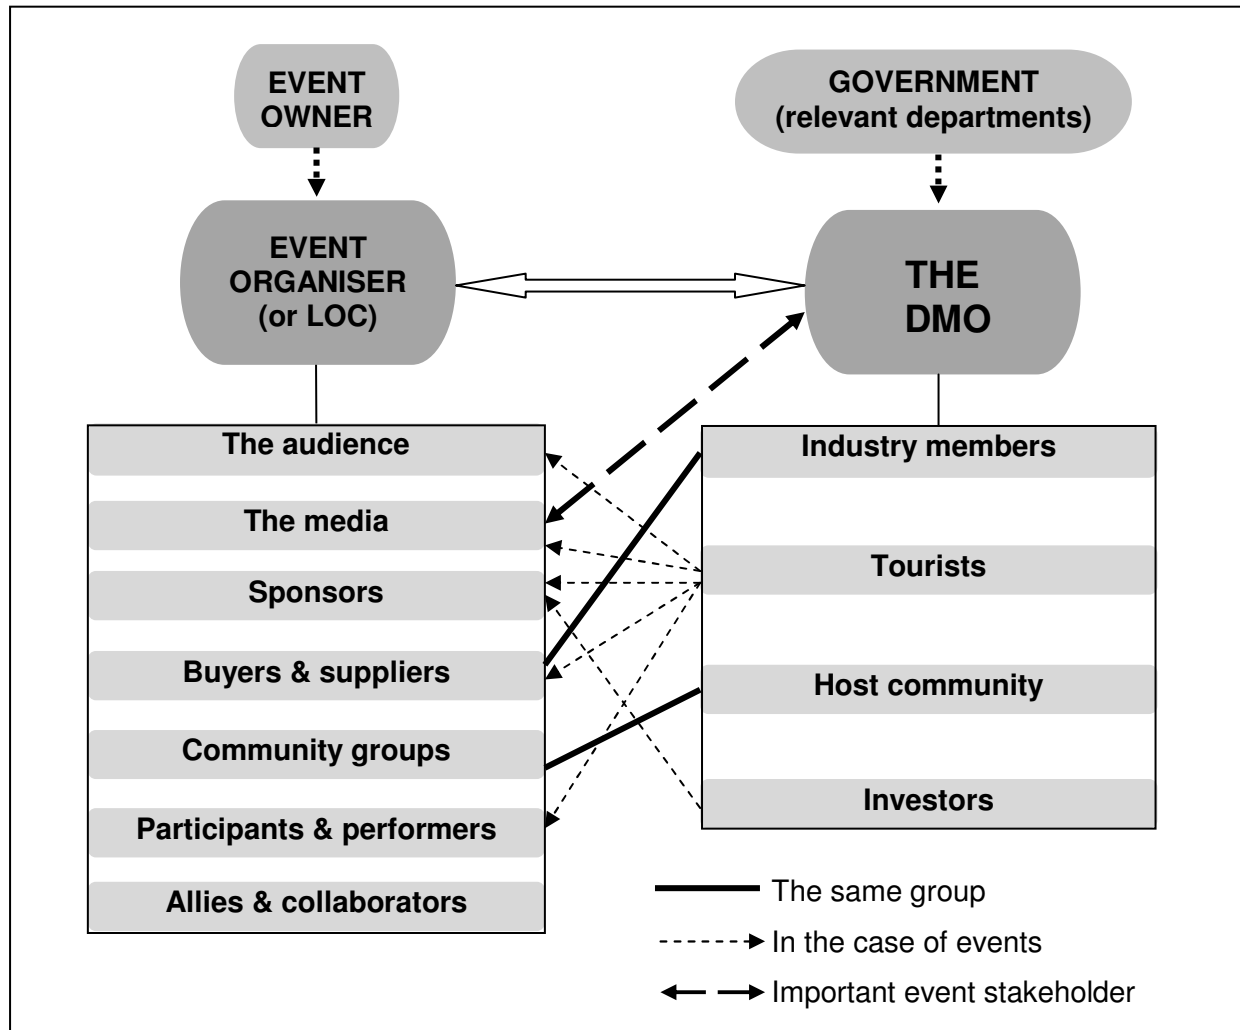 EVENT
OWNER
GOVERNMENT
(relevant departments)
EVENT
ORGANISER
(or LOC)
THE
DMO
The audience
The media
Sponsors
Buyers & suppliers
Community groups
Participants & performers
Allies & collaborators
Industry members
Tourists
Host community
Investors
The same group
In the case of events
Important event stakeholder